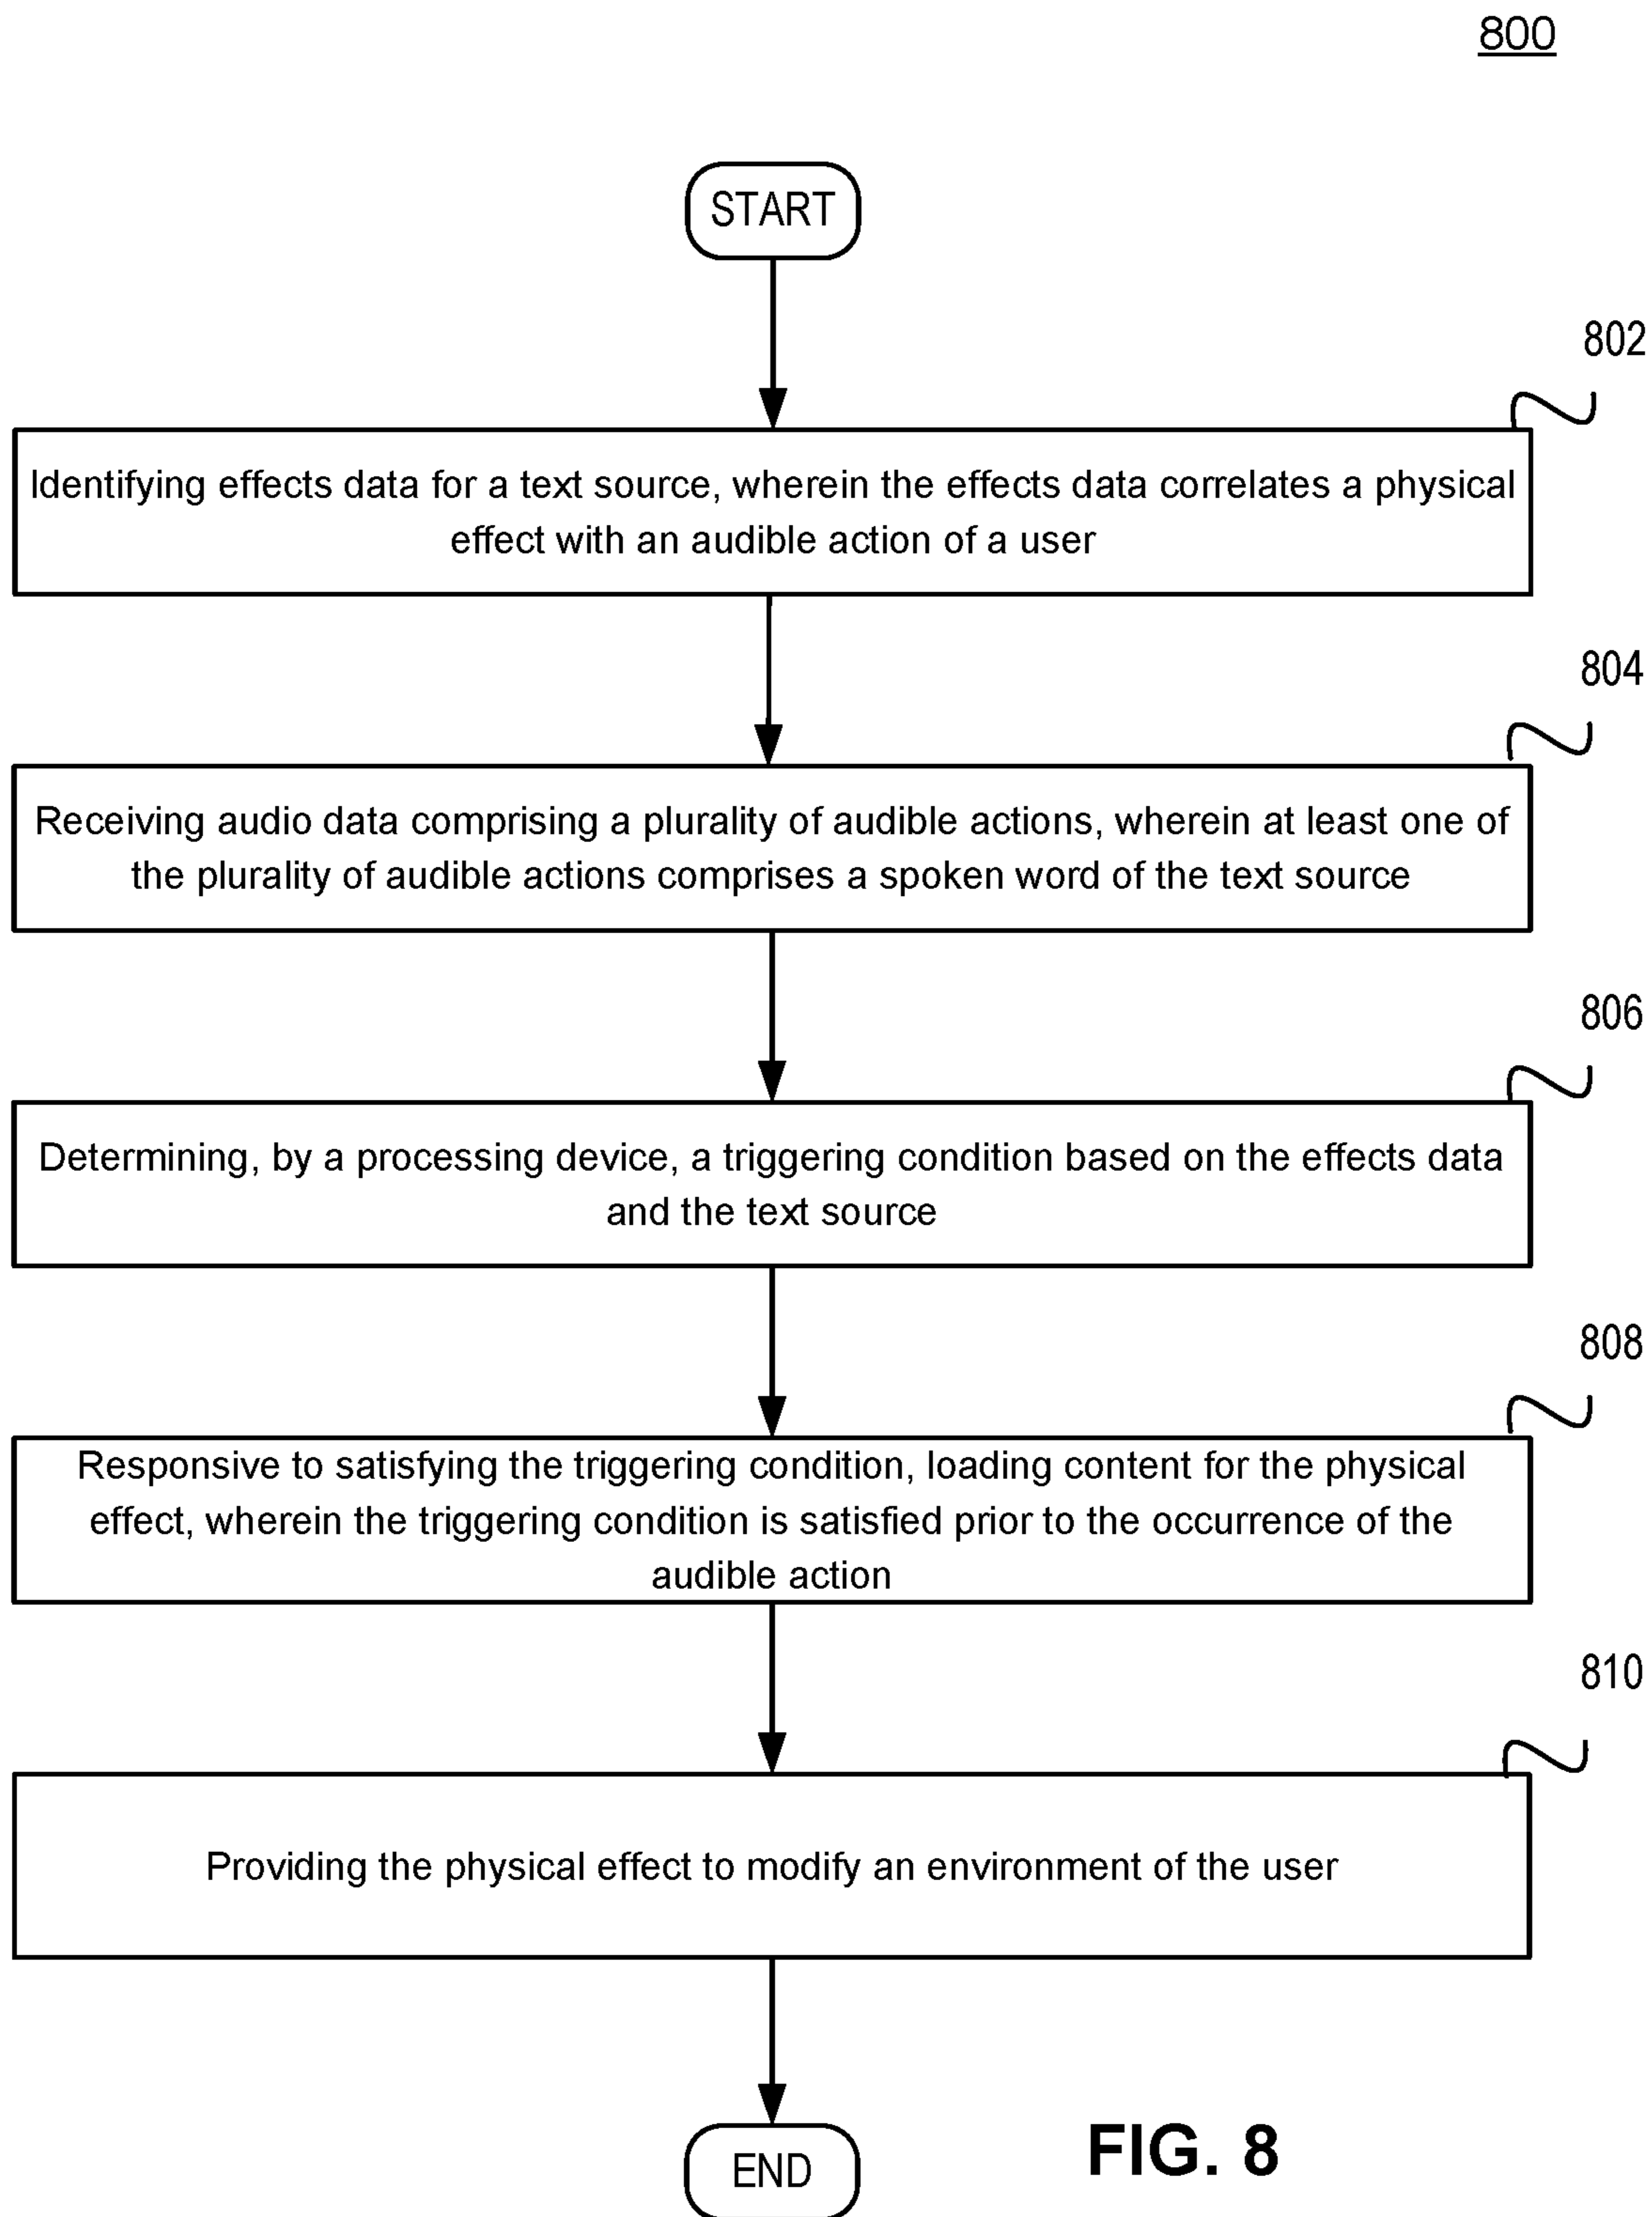 800
START
802
Identifying effects data for a text source, wherein the effects data correlates a physical
effect with an audible action of a user
804
Receiving audio data comprising a plurality of audible actions, wherein at least one of
the plurality of audible actions comprises a spoken word of the text source
806
Determining, by a processing device, a triggering condition based on the effects data
and the text source
808
Responsive to satisfying the triggering condition, loading content for the physical
effect, wherein the triggering condition is satisfied prior to the occurrence of the
audible action
810
Providing the physical effect to modify an environment of the user
END
FIG. 8